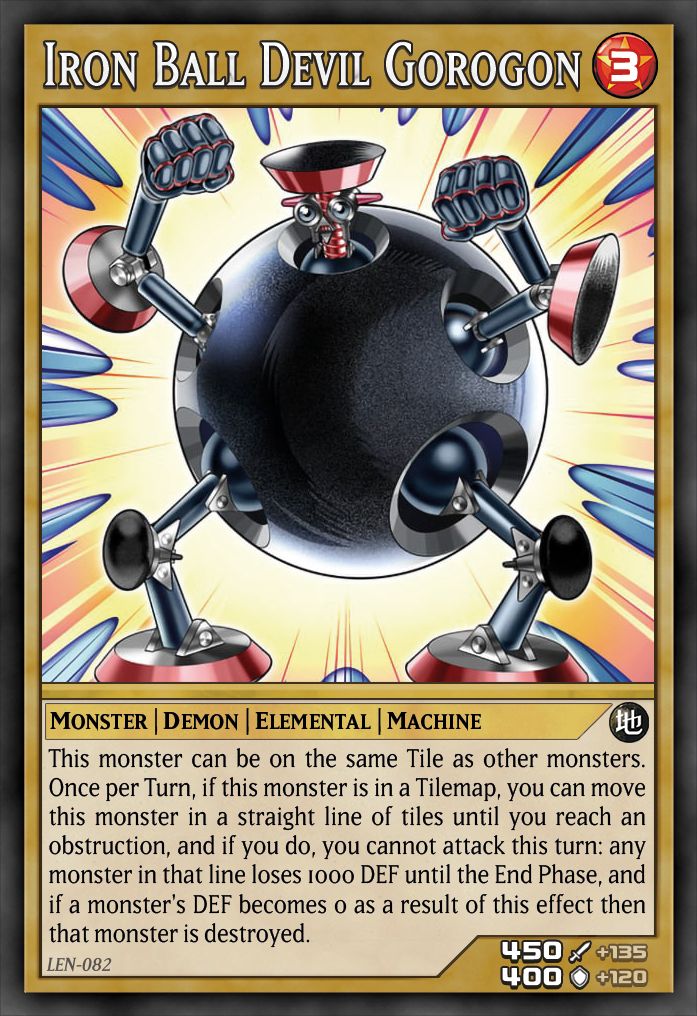 Iron Ball Devil Gorogon
3
Monster | Demon | Elemental | Machine
地
This monster can be on the same Tile as other monsters.
Once per Turn, if this monster is in a Tilemap, you can move
this monster in a straight line of tiles until you reach an
obstruction, and if you do, you cannot attack this turn: any
monster in that line loses 1000 DEF until the End Phase, and
if a monster's DEF becomes 0 as a result of this effect then
that monster is destroyed.
450 +135
LEN-082
400 +120